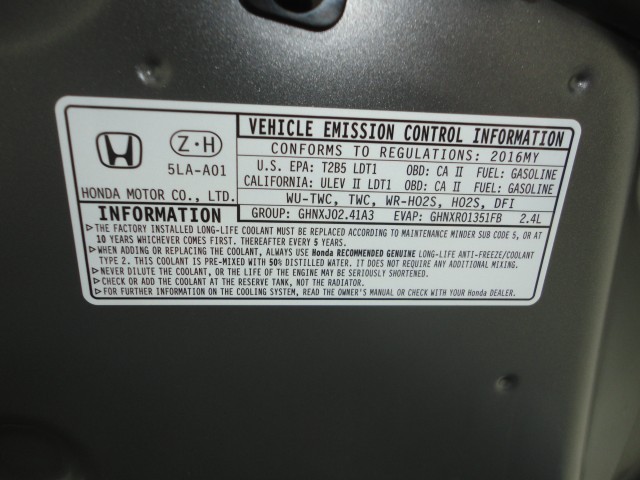 Z·H
5LA-A01
HONDA MOTOR CO., LTD.
VEHICLE EMISSION CONTROL INFORMATION
CONFORMS TO REGULATIONS: 2016MY
U.S. EPA: T2B5 LDT1 OBD: CA II FUEL: GASOLINE
CALIFORNIA: ULEV II LDT1 OBD: CA II FUEL: GASOLINE
WU-TWC, TWC, WR-HO2S, HO2S, DFI
GROUP: GHNXJ02.41A3 EVAP: GHNXR01351FB 2.4L
INFORMATION
▷THE FACTORY INSTALLED LONG-LIFE COOLANT MUST BE REPLACED ACCORDING TO MAINTENANCE MINDER SUB CODE 5, OR AT
10 YEARS WHICHEVER COMES FIRST. THEREAFTER EVERY 5 YEARS.
▷WHEN ADDING OR REPLACING THE COOLANT, ALWAYS USE Honda RECOMMENDED GENUINE LONG-LIFE ANTI-FREEZE/COOLANT
TYPE 2. THIS COOLANT IS PRE-MIXED WITH 50% DISTILLED WATER. IT DOES NOT REQUIRE ANY ADDITIONAL MIXING.
▷NEVER DILUTE THE COOLANT, OR THE LIFE OF THE ENGINE MAY BE SERIOUSLY SHORTENED.
▷CHECK OR ADD COOLANT AT THE RESERVE TANK, NOT THE RADIATOR.
▷FOR FURTHER INFORMATION ON THE COOLING SYSTEM, READ THE OWNER'S MANUAL OR CHECK WITH YOUR Honda DEALER.